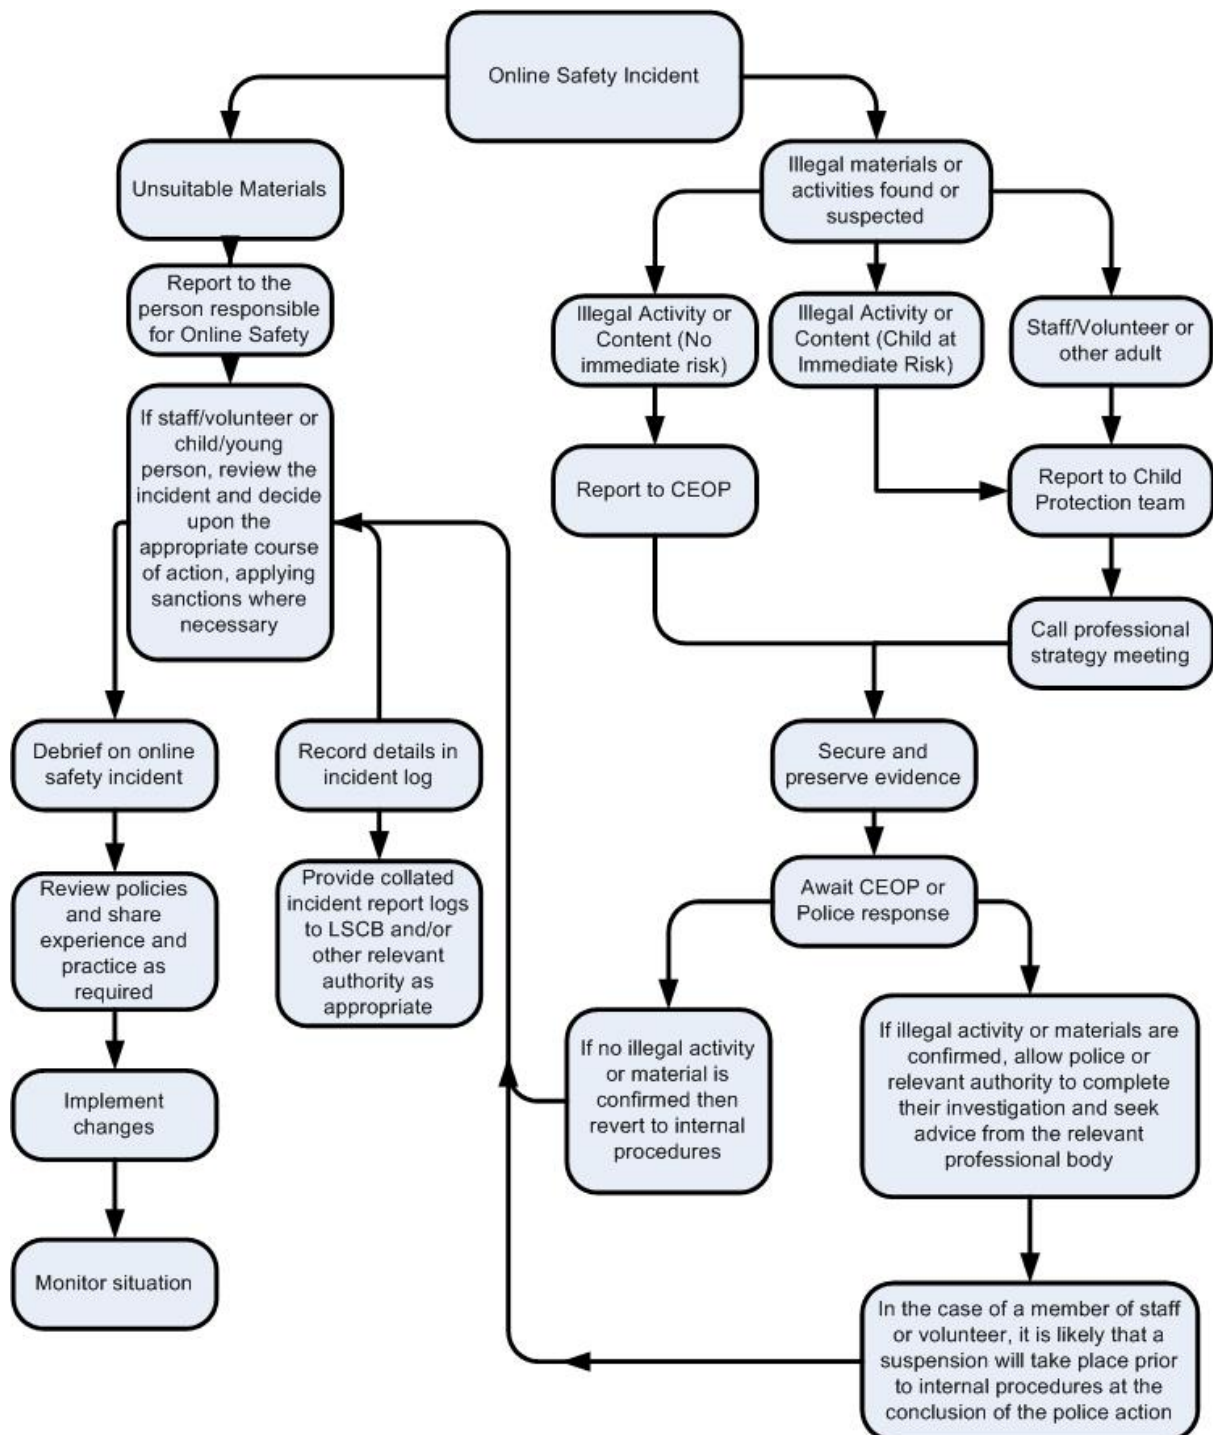 Online Safety Incident
Unsuitable Materials
Report to the
person responsible
for Online Safety
If staff/volunteer or
child/young
person, review the
incident and decide
upon the
appropriate course
of action, applying
sanctions where
necessary
Debrief on online
safety incident
Review policies
and share
experience and
practice as
required
Implement
changes
Monitor situation
Record details in
incident log
Provide collated
incident report logs
to LSCB and/or
other relevant
authority as
appropriate
Illegal materials or
activities found or
suspected
Illegal Activity or
Content (No
immediate risk)
Illegal Activity or
Content (Child at
Immediate Risk)
Staff/Volunteer or
other adult
Report to CEOP
Report to Child
Protection team
Call professional
strategy meeting
Secure and
preserve evidence
Await CEOP or
Police response
If no illegal activity
or material is
confirmed then
revert to internal
procedures
If illegal activity or materials are
confirmed, allow police or
relevant authority to complete
their investigation and seek
advice from the relevant
professional body
In the case of a member of staff
or volunteer, it is likely that a
suspension will take place prior
to internal procedures at the
conclusion of the police action